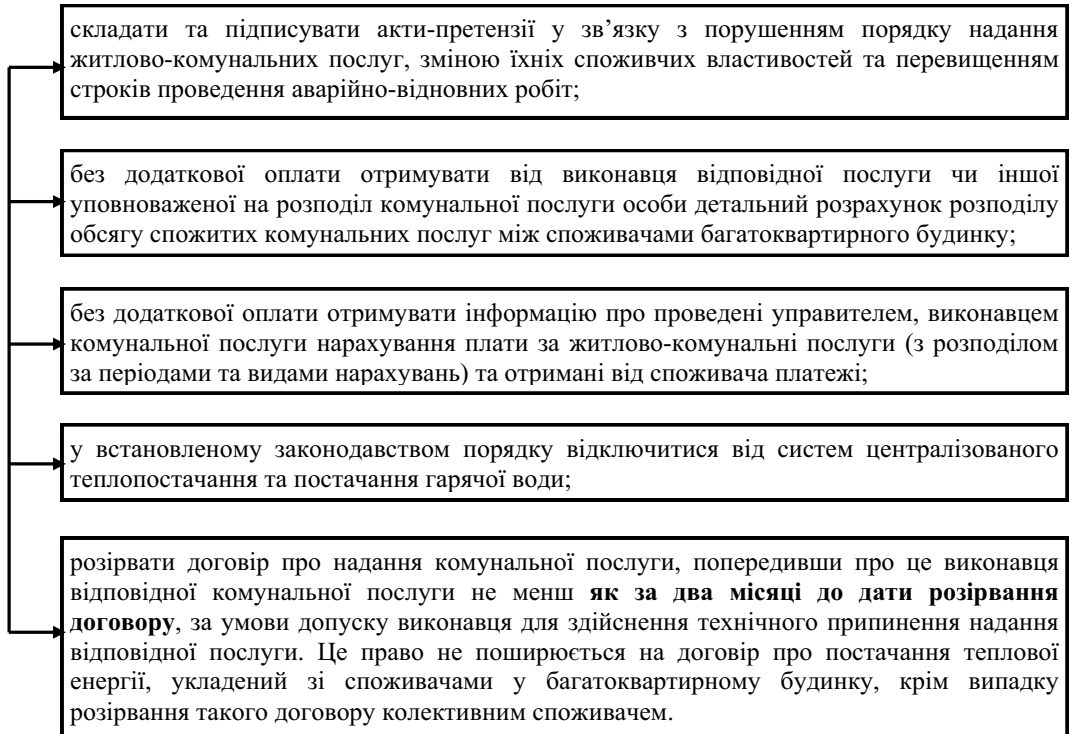 складати та підписувати акти-претензії у зв’язку з порушенням порядку надання
житлово-комунальних послуг, зміною їхніх споживчих властивостей та перевищенням
строків проведення аварійно-відновних робіт;
без додаткової оплати отримувати від виконавця відповідної послуги чи іншої
уповноваженої на розподіл комунальної послуги особи детальний розрахунок розподілу
обсягу спожитих комунальних послуг між споживачами багатоквартирного будинку;
без додаткової оплати отримувати інформацію про проведені управителем, виконавцем
комунальної послуги нарахування плати за житлово-комунальні послуги (з розподілом
за періодами та видами нарахувань) та отримані від споживача платежі;
у встановленому законодавством порядку відключитися від систем централізованого
теплопостачання та постачання гарячої води;
розірвати договір про надання комунальної послуги, попередивши про це виконавця
відповідної комунальної послуги не менш як за два місяці до дати розірвання
договору, за умови допуску виконавця для здійснення технічного припинення надання
відповідної послуги. Це право не поширюється на договір про постачання теплової
енергії, укладений зі споживачами у багатоквартирному будинку, крім випадку
розірвання такого договору колективним споживачем.